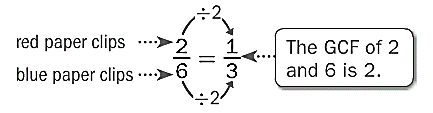 ÷2
red paper clips 2/6 = 1/3 The GCF of 2
blue paper clips and 6 is 2.
÷2